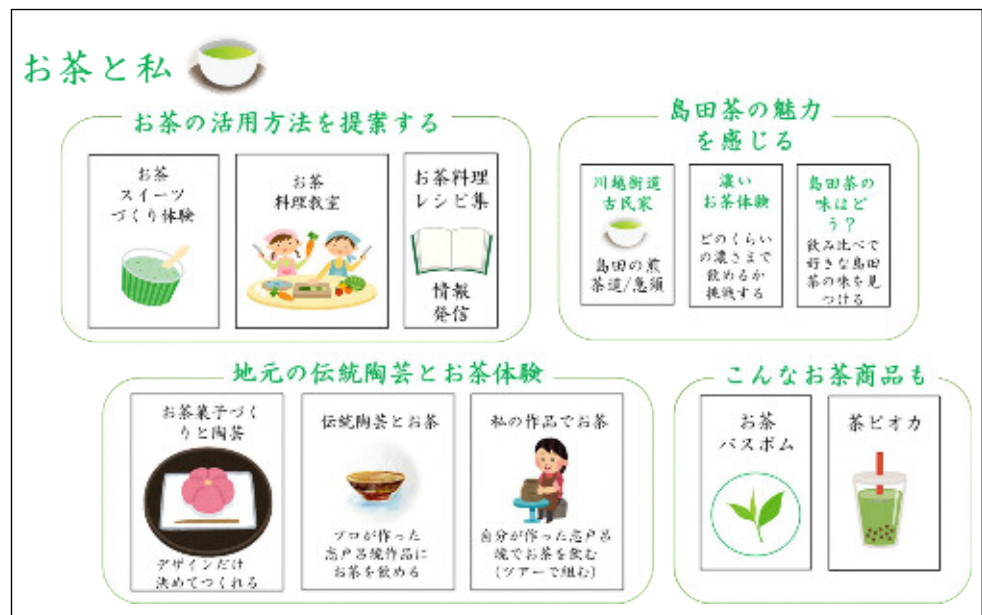 お茶と私
お茶の活用方法を提案する
お茶
スイーツ
づくり体験
お茶
料理教室
お茶料理
レシピ集
情報
発信
島田茶の魅力
を感じる
川越街道
古民家
島田の煎
茶道/急須
濃い
お茶体験
どのくらい
の濃さまで
飲めるか
挑戦する
島田茶の
味はど
う?
飲み比べで
好きな島田
茶の味を見
つける
地元の伝統陶芸とお茶体験
お茶菓子づく
りと陶芸
デザインだけ
決めてつくれる
伝統陶芸とお茶
プロが作った
志戸呂焼作品に
お茶を飲める
私の作品でお茶
自分が作った志戸呂
焼でお茶を飲む
(ツアーで組む)
こんなお茶商品も
お茶
バスボム
茶ピオカ